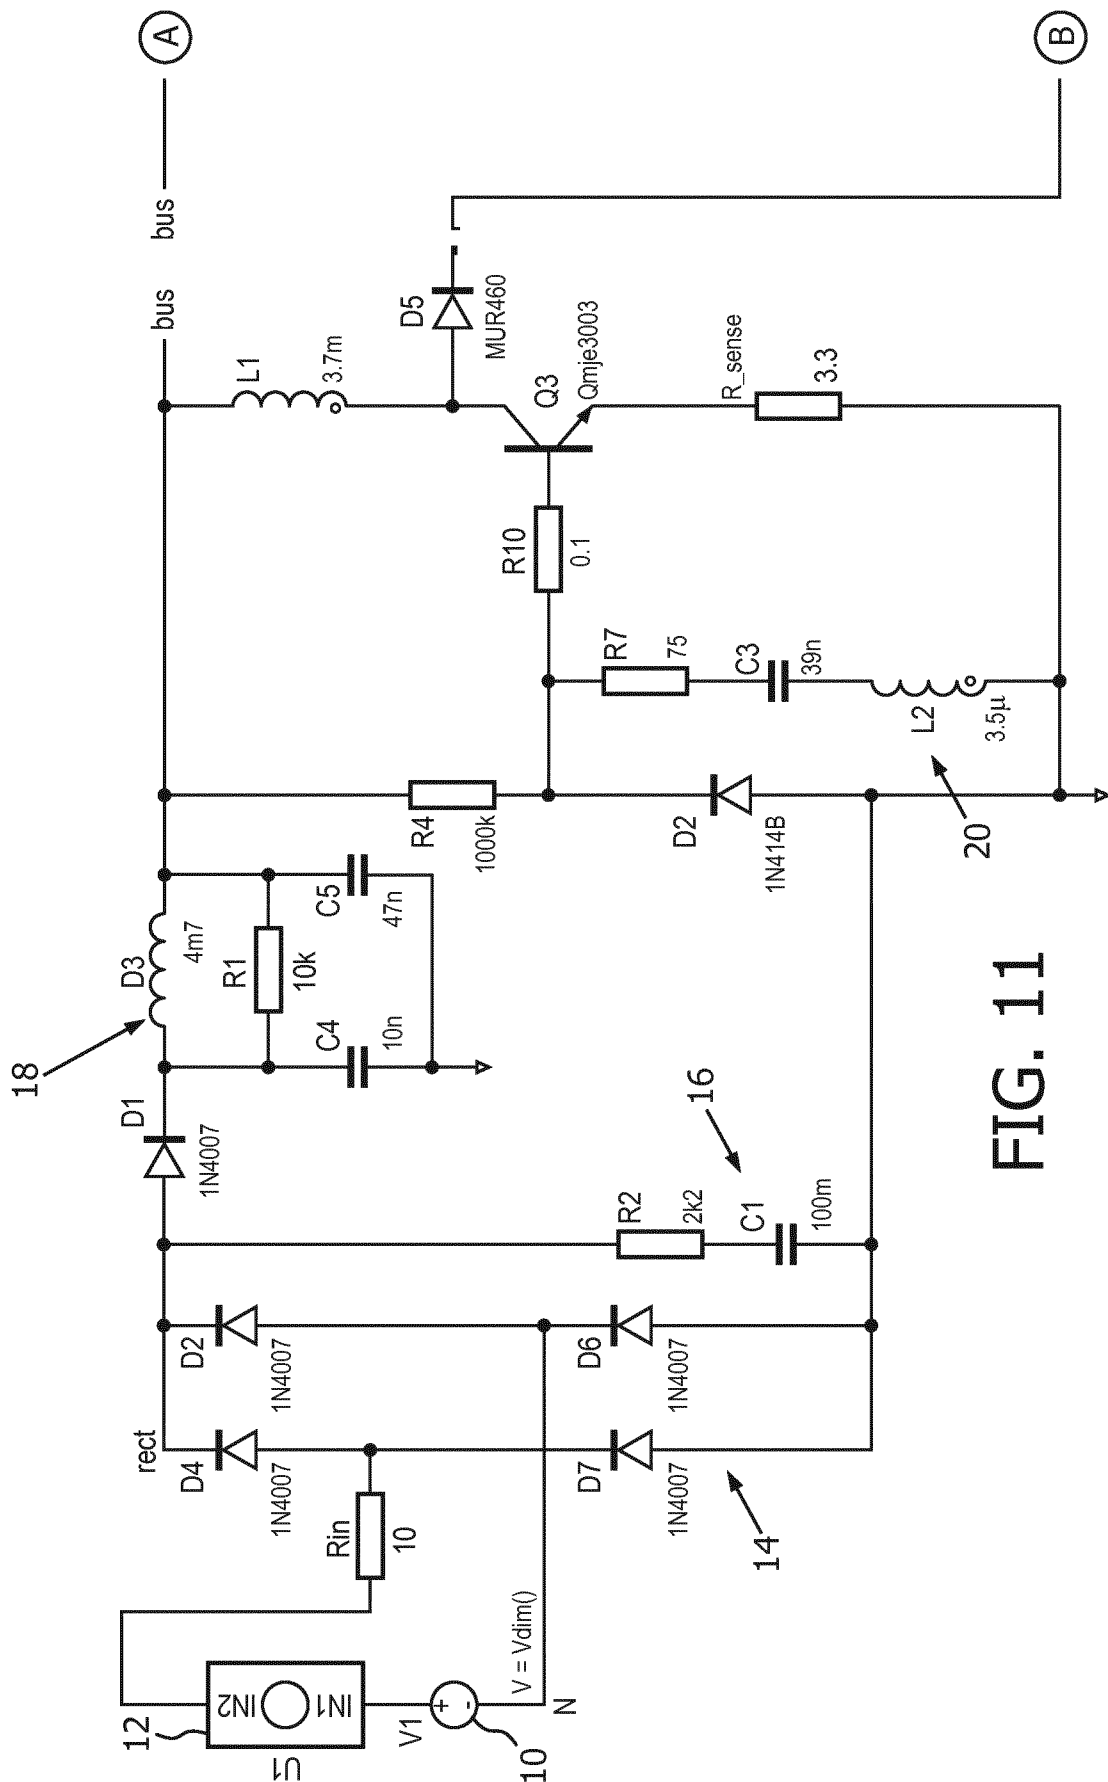 A
bus
bus
B
L1
3.7m
D5
MUR460
Q3
Qmje3003
R_sense
3.3
R10
0.1
R7
75
C3
39n
L2
3.5µ
20
R4
1000k
D2
1N414B
18
D3
4m7
R1
10k
C5
47n
C4
10n
D1
1N4007
16
R2
2k2
C1
100m
rect
D2
1N4007
D6
1N4007
D4
1N4007
D7
1N4007
14
Rin
10
12
IN2
IN1
U1
V1
V = Vdim()
N
10
FIG. 11